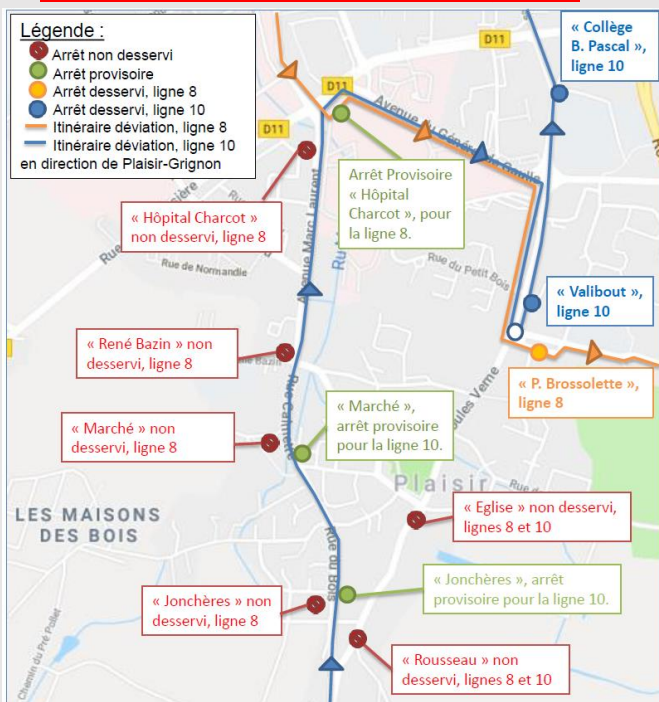 Légende :
Arrêt non desservi
Arrêt provisoire
Arrêt desservi, ligne 8
Arrêt desservi, ligne 10
Itinéraire déviation, ligne 8
Itinéraire déviation, ligne 10
en direction de Plaisir-Grignon
D11
« Collège
B. Pascal »,
ligne 10
D11
D11
Avenue du Général de Gaulle
Arrêt Provisoire
« Hôpital
Charcot », pour
la ligne 8.
« Hôpital Charcot »
non desservi, ligne 8
Avenue Marc Laurent
Rue de Normandie
Rue du Petit Bois
« Valibout »,
ligne 10
« René Bazin » non
desservi, ligne 8
Bazin
Rue Calmette
« P. Brossolette »,
ligne 8
Jules Verne
« Marché » non
desservi, ligne 8
« Marché »,
arrêt provisoire
pour la ligne 10.
Plaisir
LES MAISONS
DES BOIS
« Eglise » non desservi,
lignes 8 et 10
Rue du Bois
« Jonchères » non
desservi, ligne 8
« Jonchères », arrêt
provisoire pour la ligne 10.
Chemin du Pré Pollet
« Rousseau » non
desservi, lignes 8 et 10